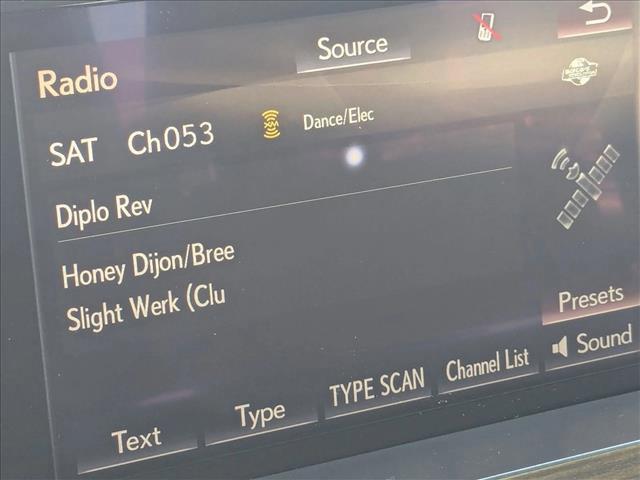 Source
Radio
SAT Ch053 XM Dance/Elec
Diplo Rev
Honey Dijon/Bree
Slight Werk (Clu
Presets
Sound
Text Type TYPE SCAN Channel List